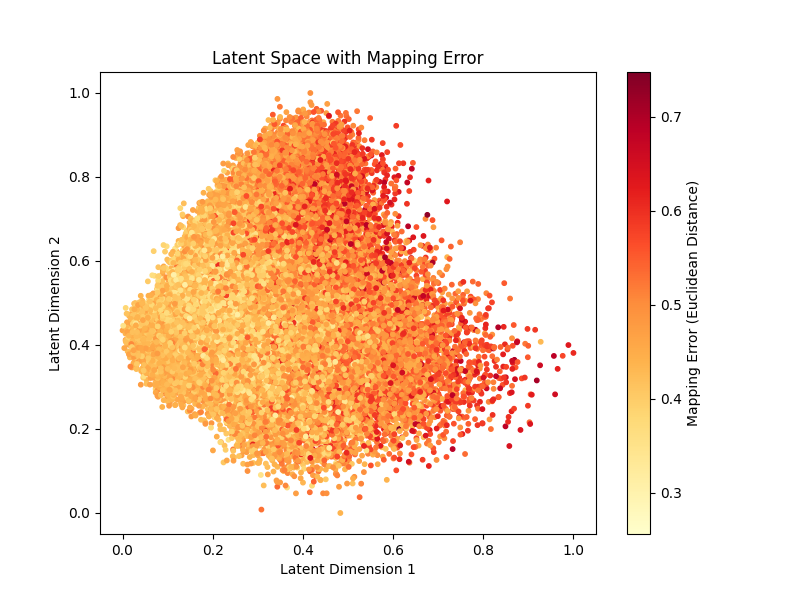 Latent Space with Mapping Error
1.0
0.8
0.6
0.4
0.2
0.0
Latent Dimension 2
0.0 0.2 0.4 0.6 0.8 1.0
Latent Dimension 1
0.7
0.6
0.5
0.4
0.3
Mapping Error (Euclidean Distance)